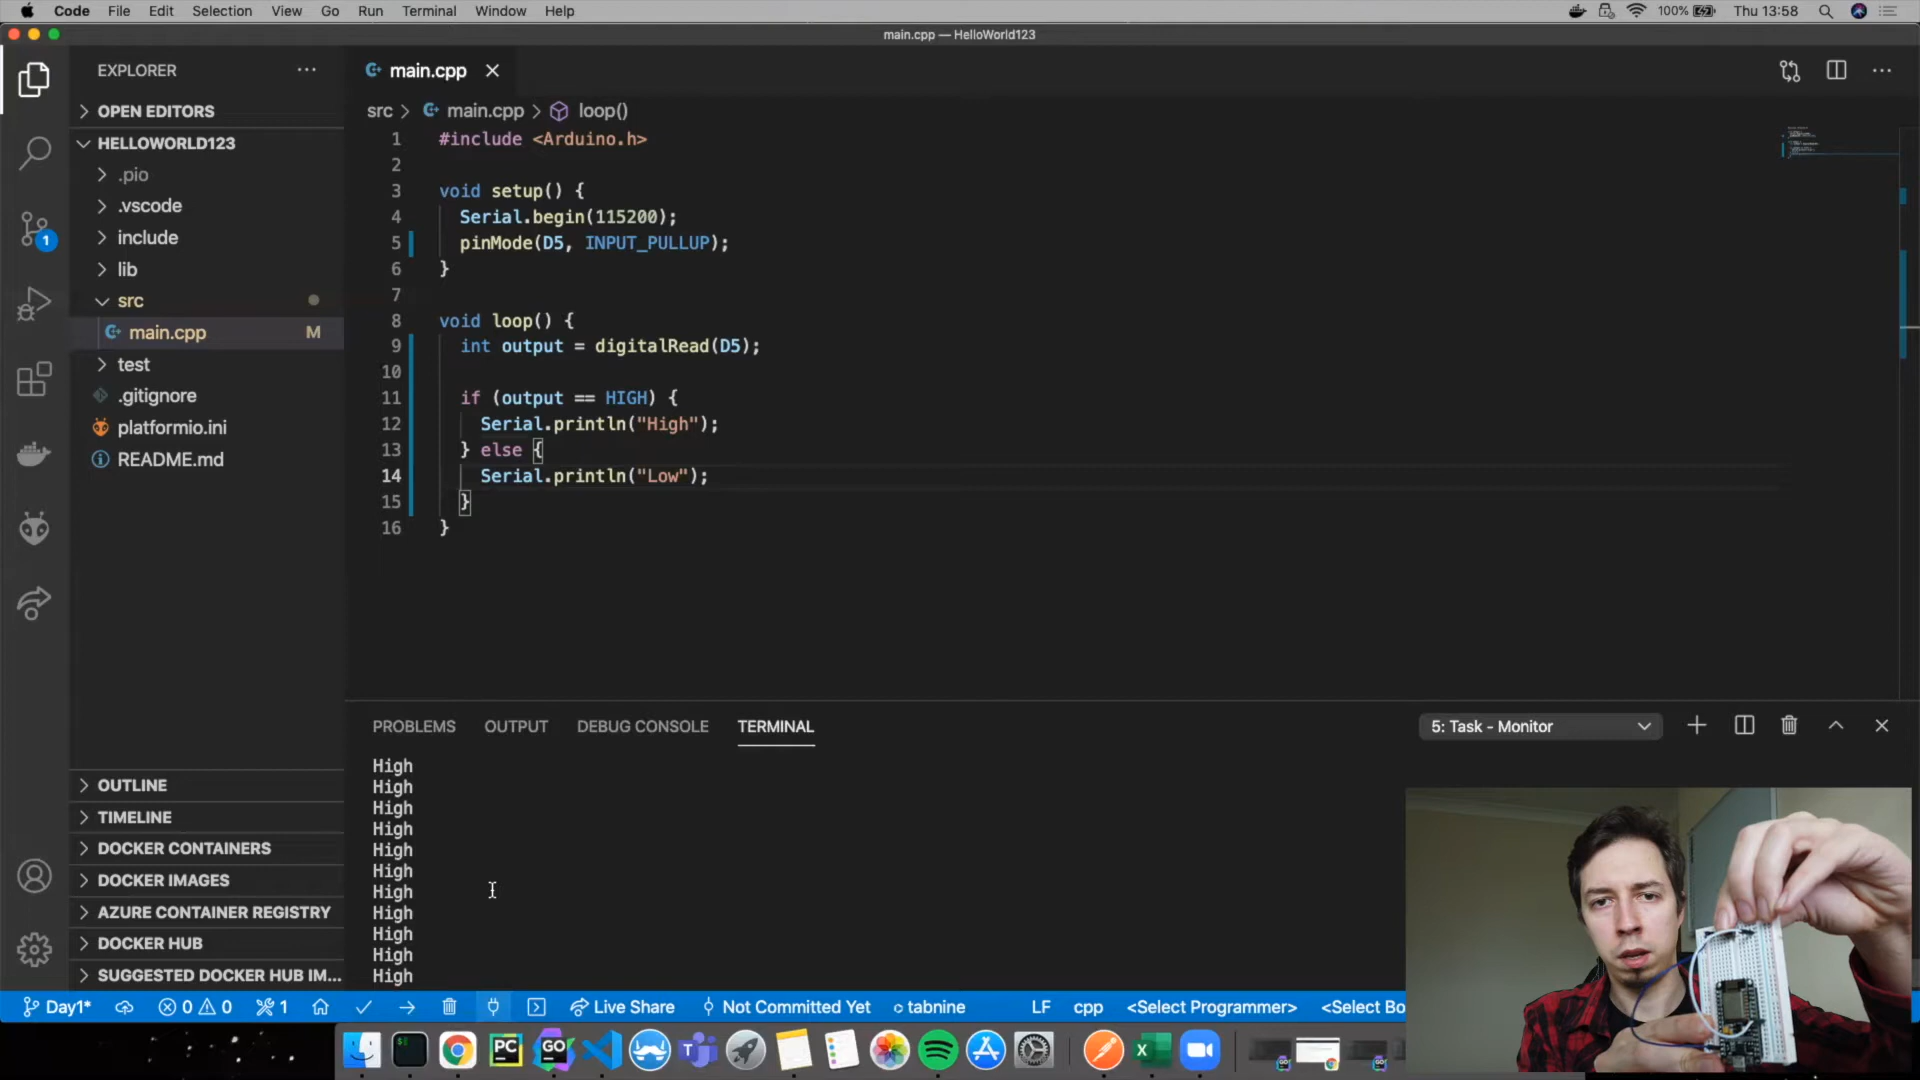 Code File Edit Selection View Go Run Terminal Window Help
100% Thu 13:58
main.cpp — HelloWorld123
EXPLORER
OPEN EDITORS
HELLOWORLD123
.pio
.vscode
include
lib
src
main.cpp M
test
.gitignore
platformio.ini
README.md
OUTLINE
TIMELINE
DOCKER CONTAINERS
DOCKER IMAGES
AZURE CONTAINER REGISTRY
DOCKER HUB
SUGGESTED DOCKER HUB IM...
1
main.cpp
src > main.cpp > loop()
1 #include <Arduino.h>
2
3 void setup() {
4 Serial.begin(115200);
5 pinMode(D5, INPUT_PULLUP);
6 }
7
8 void loop() {
9 int output = digitalRead(D5);
10
11 if (output == HIGH) {
12 Serial.println("High");
13 } else {
14 Serial.println("Low");
15 }
16 }
PROBLEMS OUTPUT DEBUG CONSOLE TERMINAL
5: Task - Monitor
High
High
High
High
High
High
High
High
High
High
High
Day1* 0 0 1 Live Share Not Committed Yet tabnine LF cpp <Select Programmer> <Select Bo
PC GO